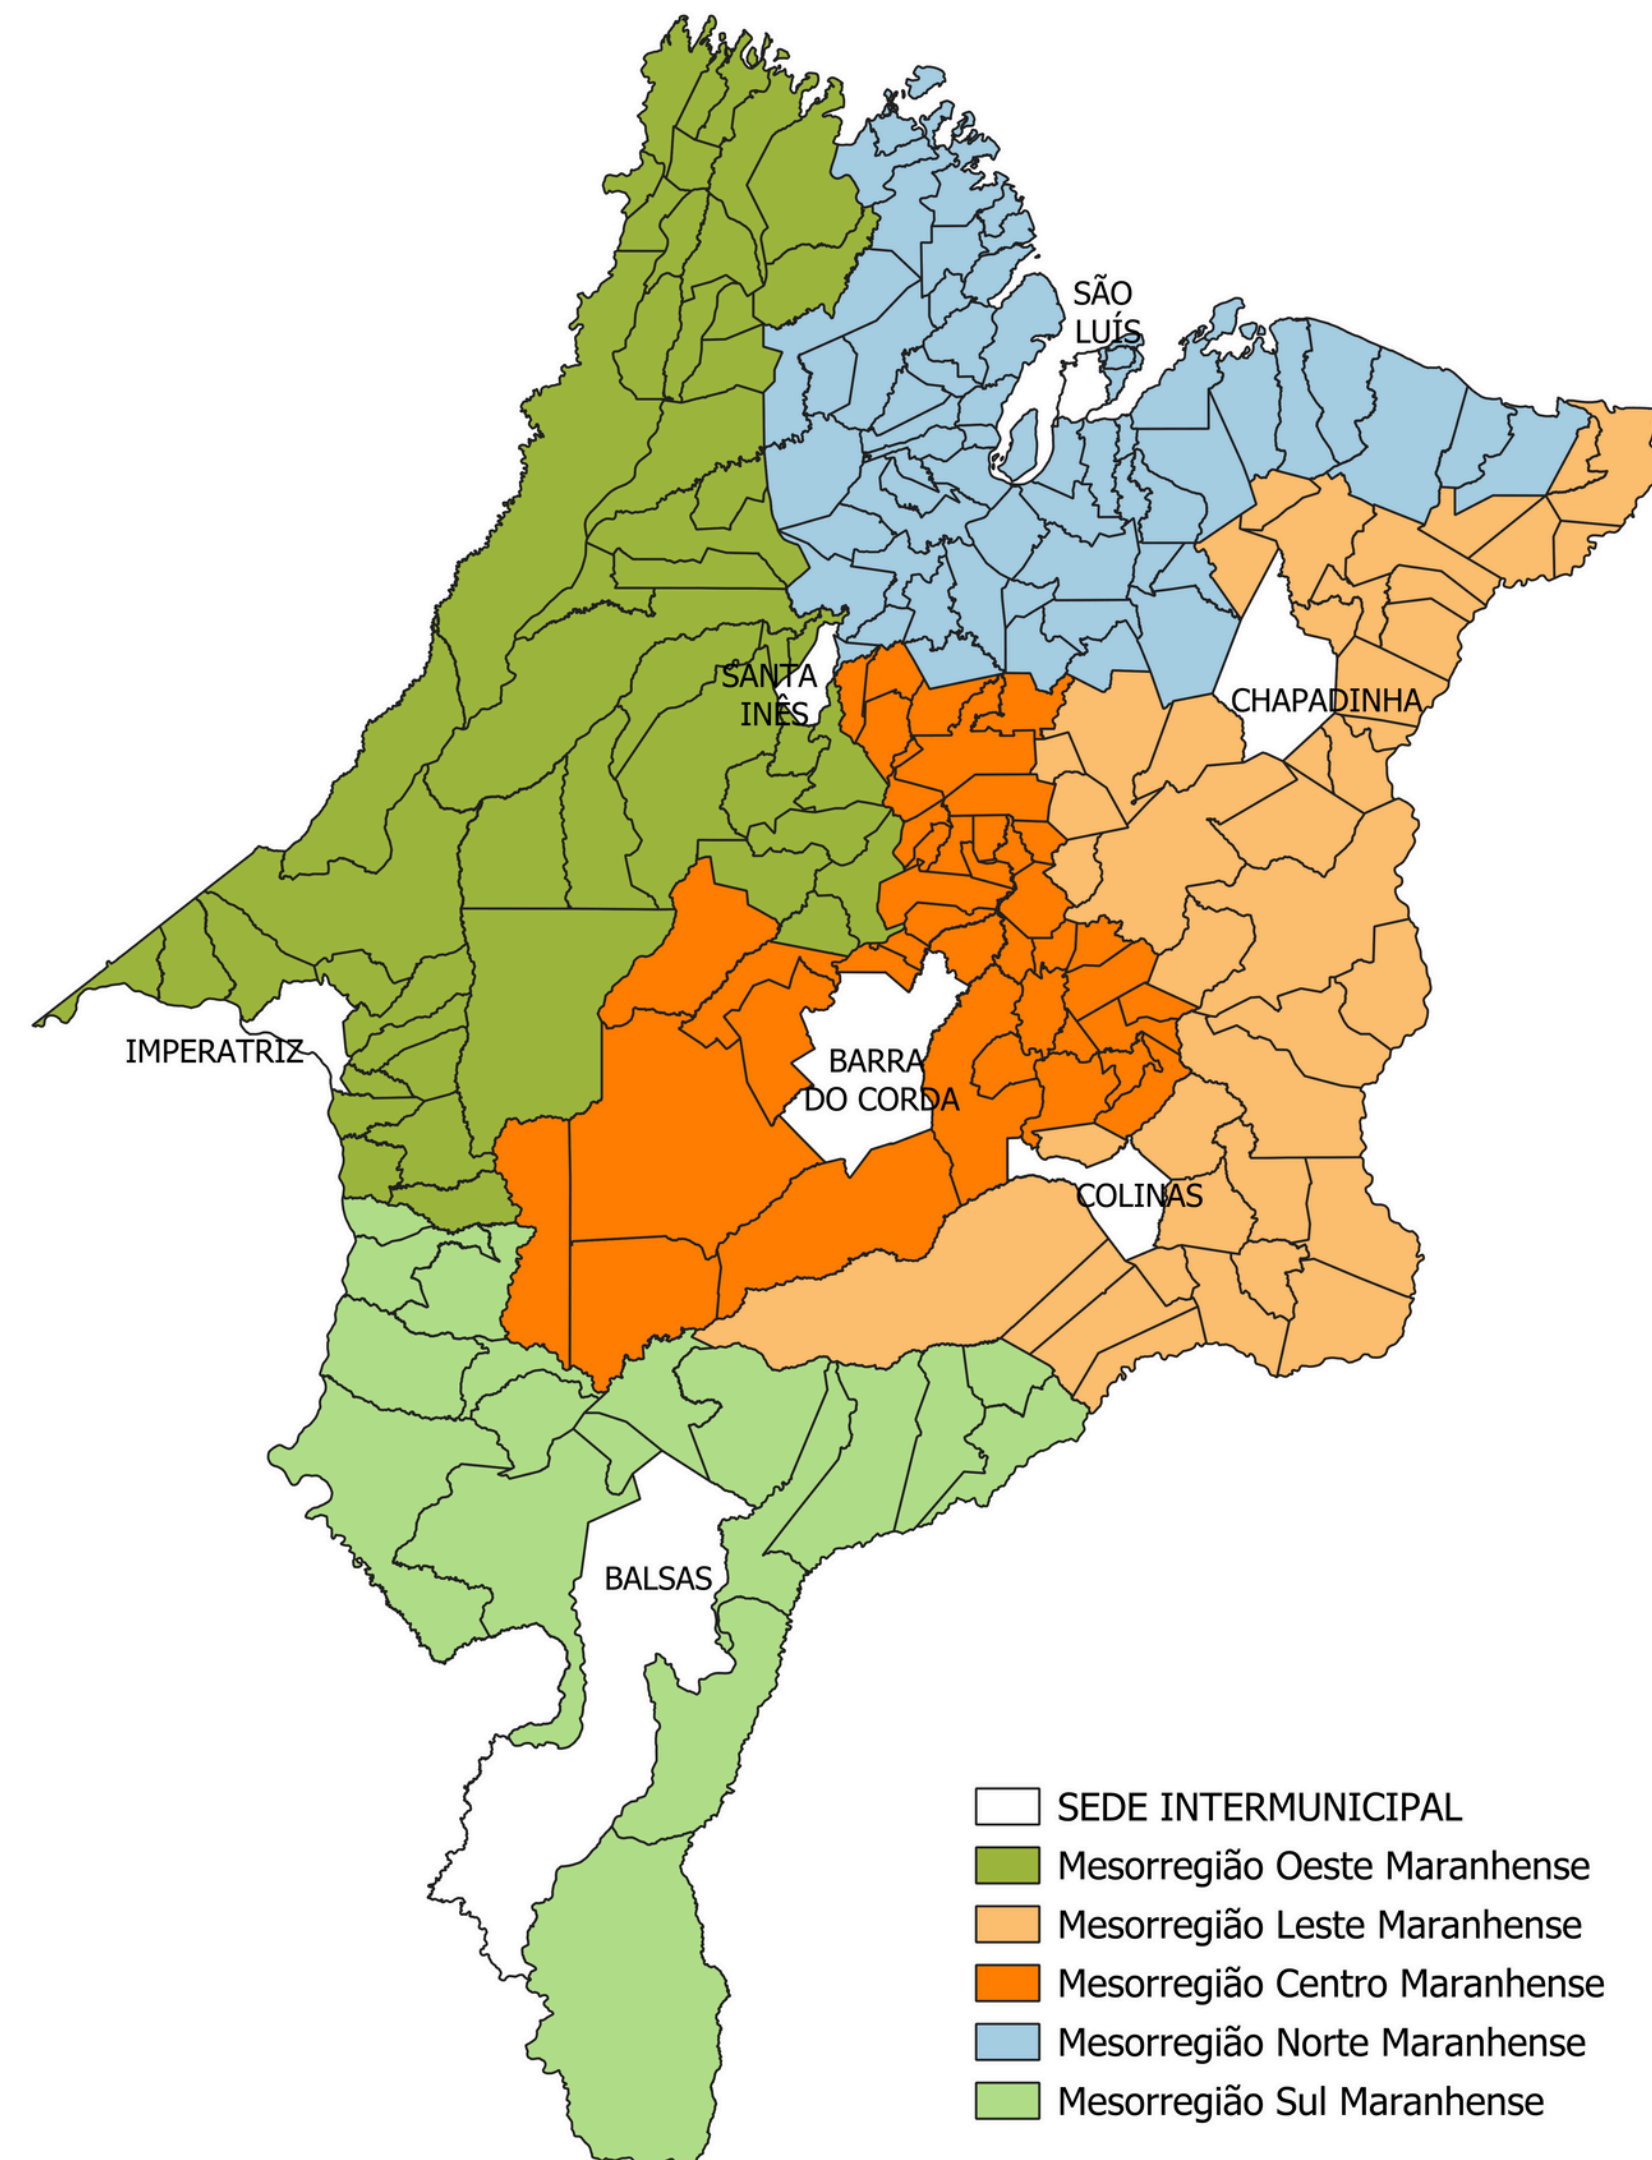 SÃO
LUÍS
SANTA
INÊS
CHAPADINHA
IMPERATRIZ
BARRA
DO CORDA
COLINAS
BALSAS
SEDE INTERMUNICIPAL
Mesorregião Oeste Maranhense
Mesorregião Leste Maranhense
Mesorregião Centro Maranhense
Mesorregião Norte Maranhense
Mesorregião Sul Maranhense